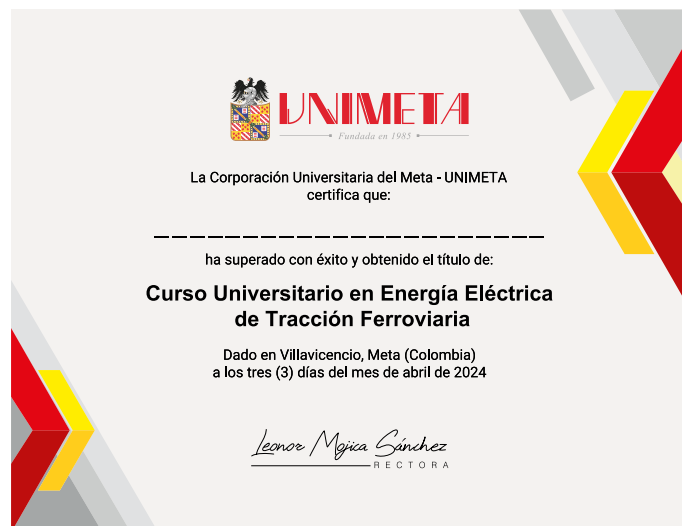 UNIMETA
Fundada en 1985
La Corporación Universitaria del Meta - UNIMETA
certifica que:
ha superado con éxito y obtenido el título de:
Curso Universitario en Energía Eléctrica
de Tracción Ferroviaria
Dado en Villavicencio, Meta (Colombia)
a los tres (3) días del mes de abril de 2024
Leonor Mojica Sánchez
RECTORA